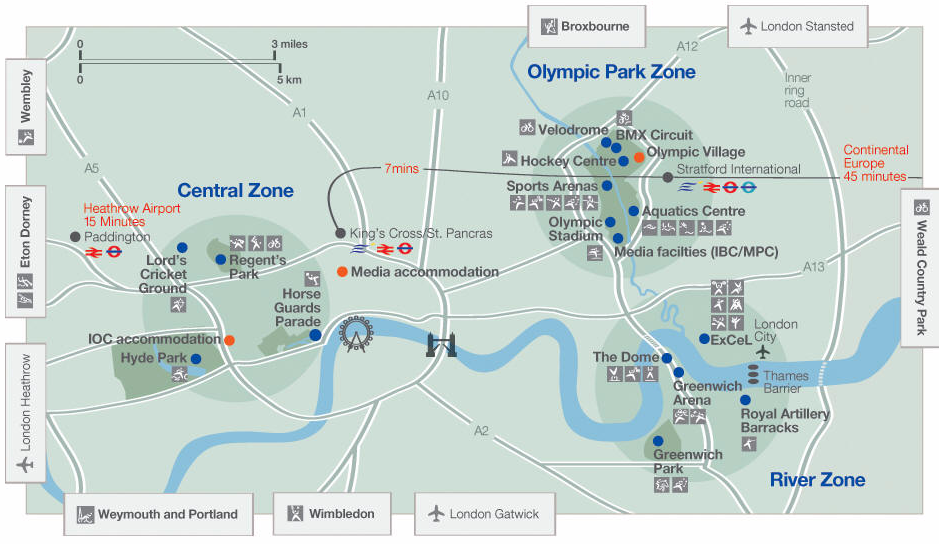 Broxbourne
London Stansted
0
3 miles
0
5 km
A12
Olympic Park Zone
Inner
ring
road
Wembley
A10
A1
Velodrome
BMX Circuit
Olympic Village
Hockey Centre
Stratford International
Continental
Europe
45 minutes
A5
7mins
Central Zone
Sports Arenas
Heathrow Airport
15 Minutes
Paddington
Aquatics Centre
Olympic
Stadium
King's Cross/St. Pancras
Media facilties (IBC/MPC)
Eton Dorney
Weald Country Park
Lord's
Cricket
Ground
Regent's
Park
Media accommodation
A13
Horse
Guards
Parade
IOC accommodation
Hyde Park
London
City
ExCeL
The Dome
Thames
Barrier
Greenwich
Arena
Royal Artillery
Barracks
London Heathrow
A2
Greenwich
Park
River Zone
Weymouth and Portland
Wimbledon
London Gatwick